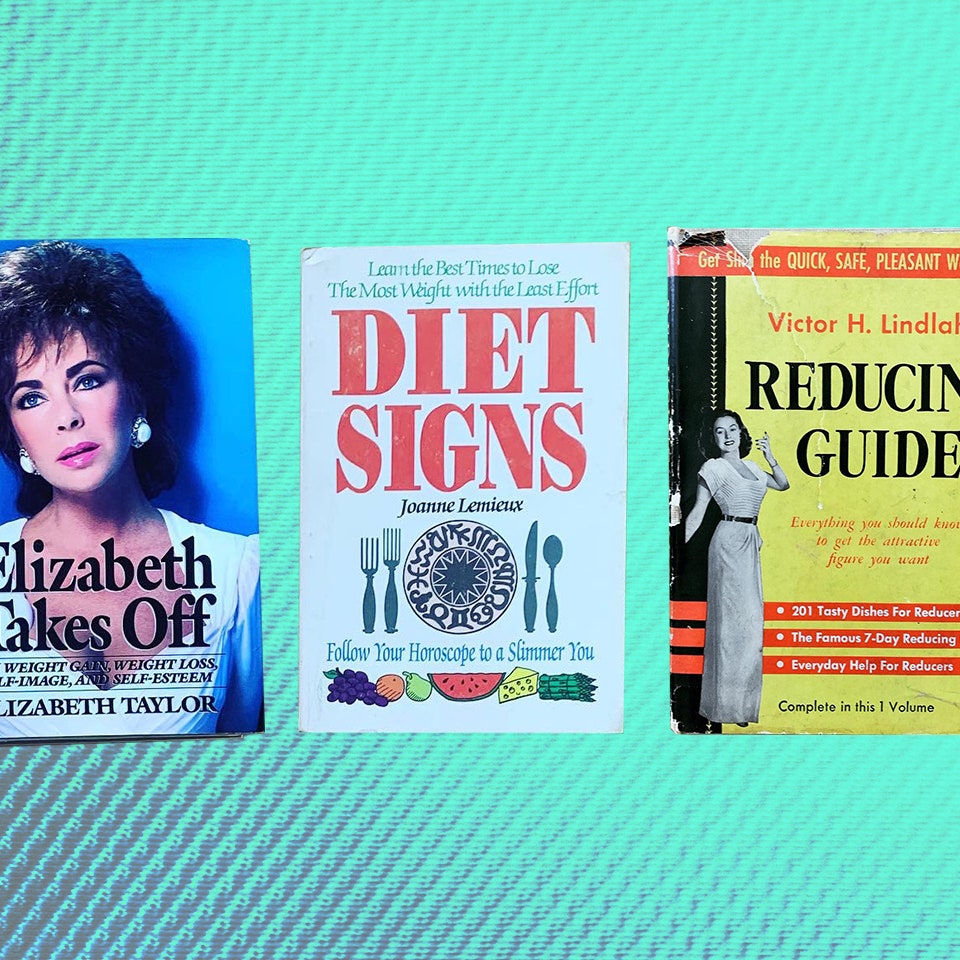 Elizabeth
Takes Off
WEIGHT GAIN, WEIGHT LOSS,
LF-IMAGE, AND SELF-ESTEEM
LIZABETH TAYLOR
Learn the Best Times to Lose
The Most Weight with the Least Effort
DIET
SIGNS
Joanne Lemieux
Follow Your Horoscope to a Slimmer You
Get the QUICK, SAFE, PLEASANT W
Victor H. Lindlah
REDUCIN
GUIDE
Everything you should know
to get the attractive
figure you want
• 201 Tasty Dishes For Reducer
• The Famous 7-Day Reducing
• Everyday Help For Reducers
Complete in this 1 Volume